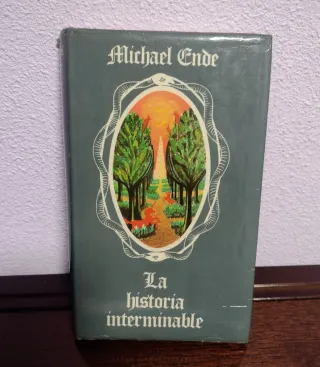 Michael Ende
La
historia
interminable